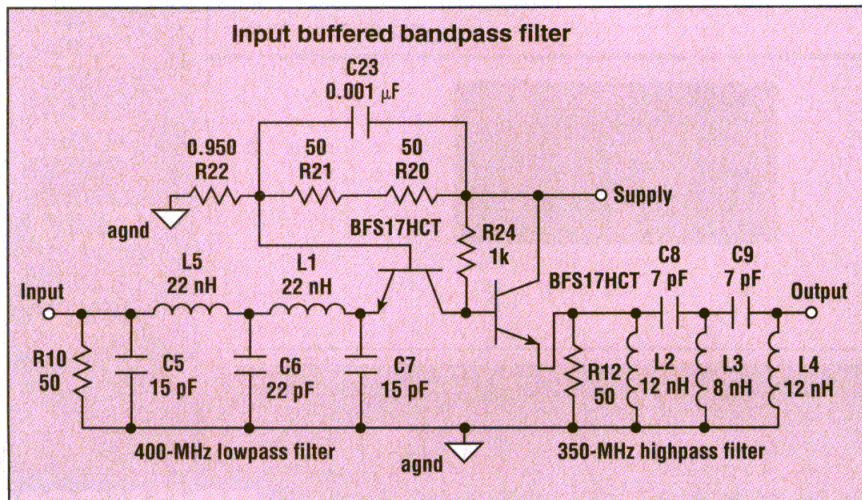 Input buffered bandpass filter
C23
0.001 µF
0.950
R22
50
R21
50
R20
Supply
agnd
BFS17HCT
R24
1k
L5
22 nH
L1
22 nH
BFS17HCT
C8
7 pF
C9
7 pF
Input
Output
R10
50
C5
15 pF
C6
22 pF
C7
15 pF
R12
50
L2
12 nH
L3
8 nH
L4
12 nH
400-MHz lowpass filter
agnd
350-MHz highpass filter